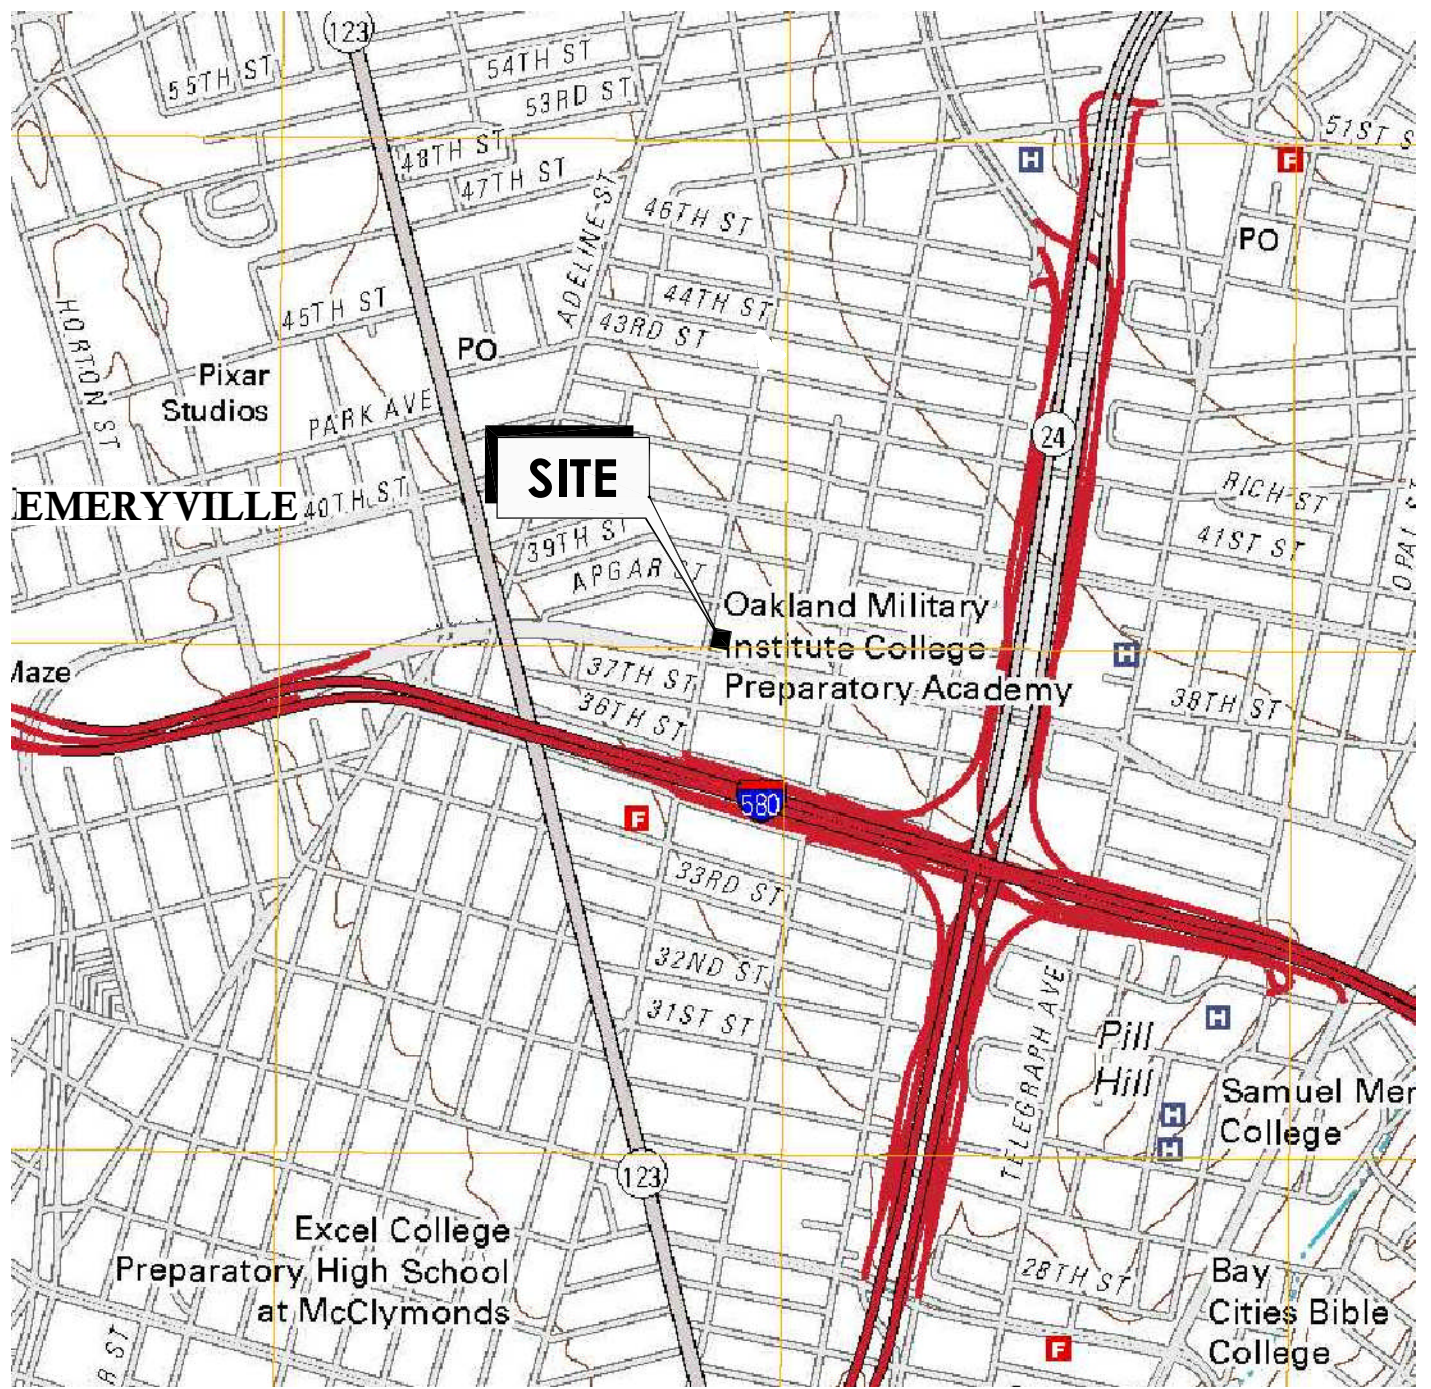 123
55TH ST
54TH ST
53RD ST
51ST S
48TH ST
47TH ST
H
F
ADELINE ST
46TH ST
PO
HORTON ST
45TH ST
44TH ST
43RD ST
PO
Pixar
Studios
PARK AVE
24
SITE
EMERYVILLE
40TH ST
RICH ST
39TH ST
41ST ST
OPAL S
APGAR ST
Oakland Military
Institute College
Preparatory Academy
H
Maze
37TH ST
36TH ST
38TH ST
580
F
33RD ST
32ND ST
31ST ST
TELEGRAPH AVE
H
Pill
Hill
Samuel Mer
College
H
H
123
Excel College
Preparatory High School
at McClymonds
28TH ST
Bay
Cities Bible
College
F
R ST